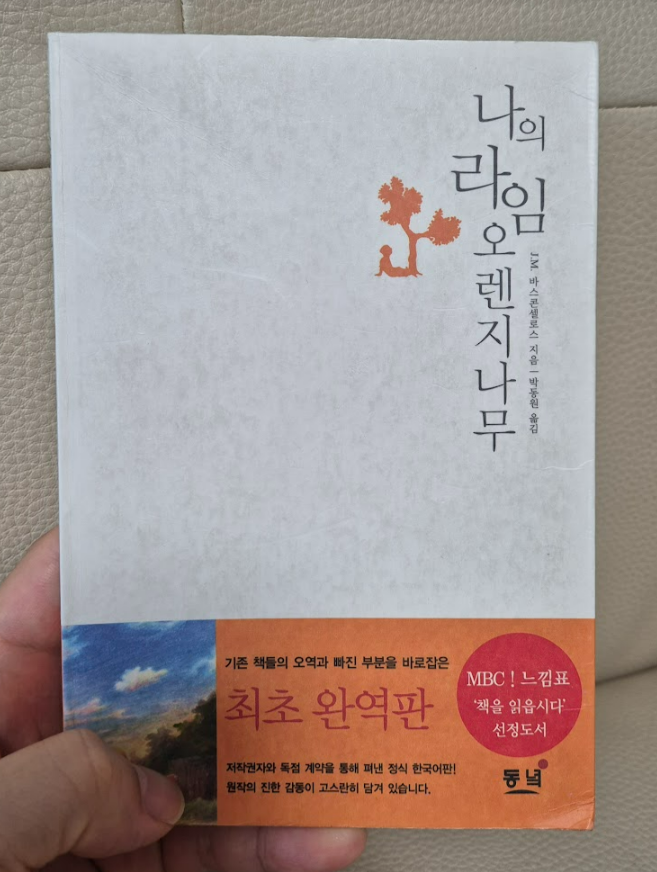 나의
라임
오렌지나무
J.M. 바스콘셀로스 지음 — 박동원 옮김
기존 책들의 오역과 빠진 부분을 바로잡은
최초 완역판
저작권자와 독점 계약을 통해 펴낸 정식 한국어판!
원작의 진한 감동이 고스란히 담겨 있습니다.
MBC ! 느낌표
‘책을 읽읍시다’
선정도서
동녘